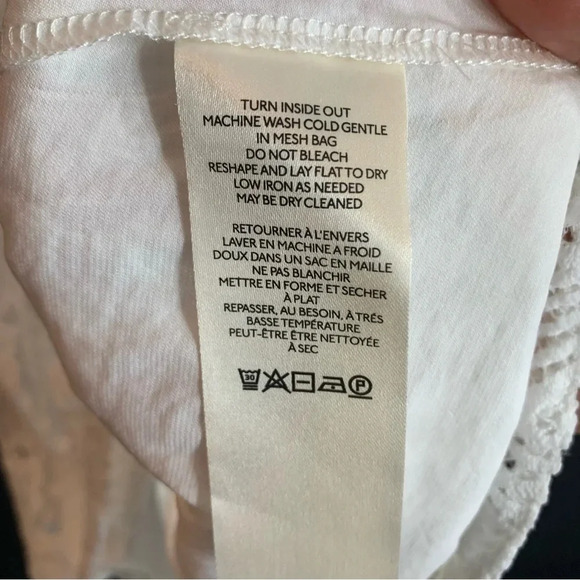 TURN INSIDE OUT
MACHINE WASH COLD GENTLE
IN MESH BAG
DO NOT BLEACH
RESHAPE AND LAY FLAT TO DRY
LOW IRON AS NEEDED
MAY BE DRY CLEANED
RETOURNER À L'ENVERS
LAVER EN MACHINE A FROID
DOUX DANS UN SAC EN MAILLE
NE PAS BLANCHIR
METTRE EN FORME ET SECHER
À PLAT
REPASSER, AU BESOIN, À TRÉS
BASSE TEMPÉRATURE
PEUT-ÊTRE ÊTRE NETTOYÉE
À SEC
30 P